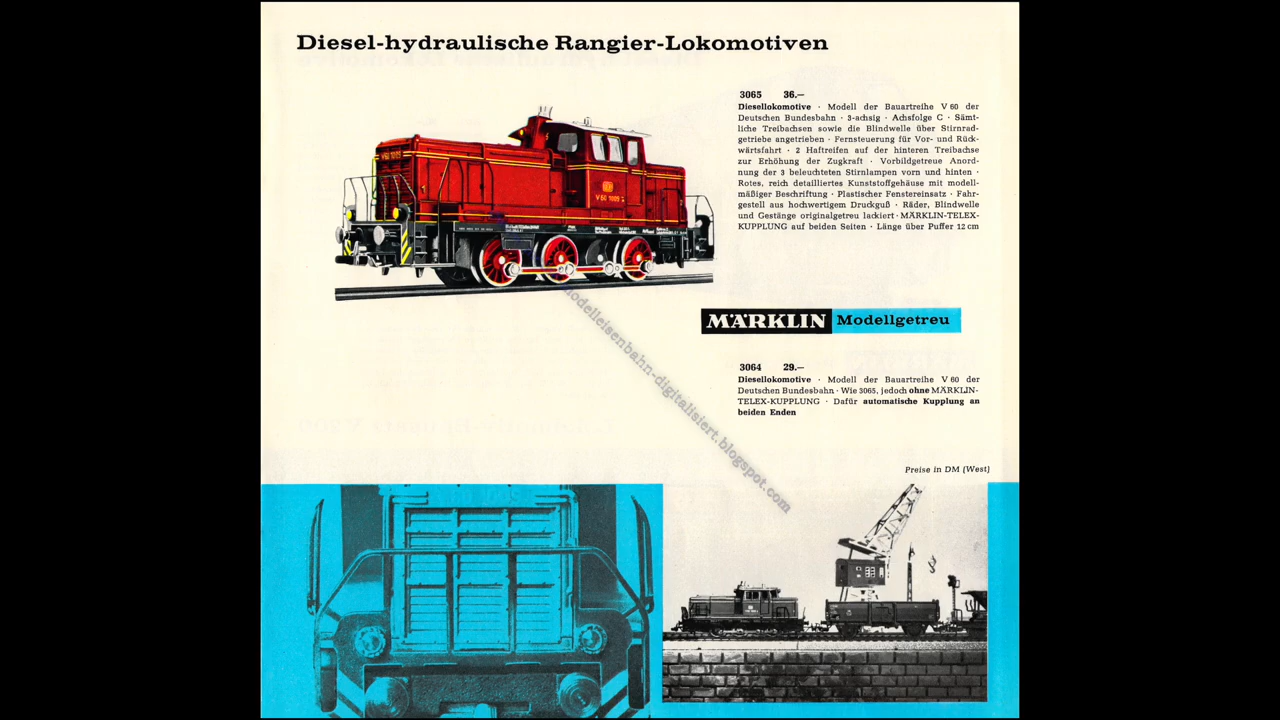 Diesel-hydraulische Rangier-Lokomotiven
3065 36.—
Diesellokomotive · Modell der Baureihe V 60 der
Deutschen Bundesbahn · 3-achsig · Achsfolge C · Sämt-
liche Treibachsen sowie die Blindwelle über Stirnrad-
getriebe angetrieben · Fernsteuerung für Vor- und Rück-
wärtsfahrt · 2 Haftreifen auf der hinteren Treibachse
zur Erhöhung der Zugkraft · Vorbildgetreue Anord-
nung der 3 beleuchteten Stirnlampen vorn und hinten ·
Rotes, reich detailliertes Kunststoffgehäuse mit modell-
mäßiger Beschriftung · Plastischer Fenstereinsatz · Fahr-
gestell aus hochwertigem Druckguß · Räder, Blindwelle
und Gestänge originalgetreu lackiert · MÄRKLIN-TELEX-
KUPPLUNG auf beiden Seiten · Länge über Puffer 12 cm
V60 1009
DB
V 60 1009
MÄRKLIN Modellgetreu
3064 29.—
Diesellokomotive · Modell der Bauartreihe V 60 der
Deutschen Bundesbahn · Wie 3065, jedoch ohne MÄRKLIN-
TELEX-KUPPLUNG · Dafür automatische Kupplung an
beiden Enden
Preise in DM (West)
modelleisenbahn-digitalisiert.blogspot.com